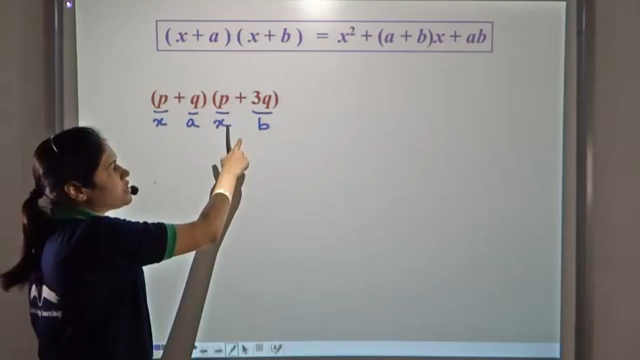 (x + a) (x + b) = x² + (a + b)x + ab
(p + q) (p + 3q)
x a x b